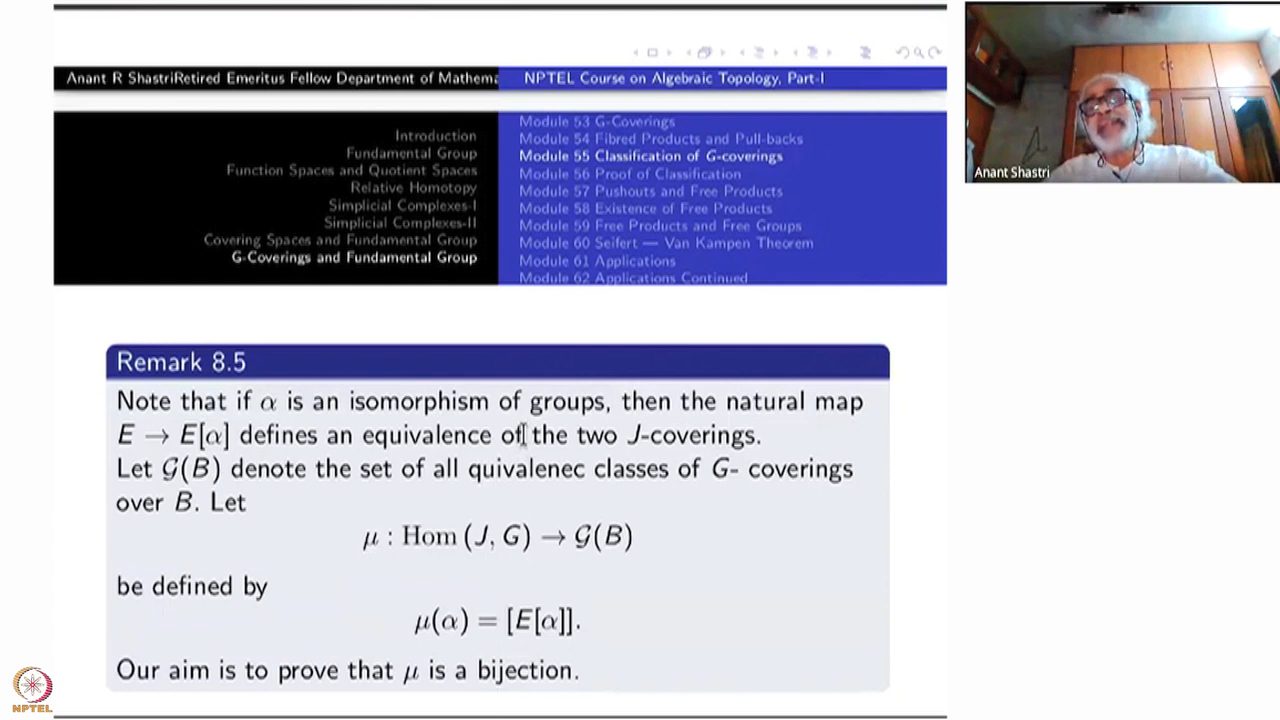 Anant R ShastriRetired Emeritus Fellow Department of Mathema
NPTEL Course on Algebraic Topology, Part-I
Introduction
Fundamental Group
Function Spaces and Quotient Spaces
Relative Homotopy
Simplicial Complexes-I
Simplicial Complexes-II
Covering Spaces and Fundamental Group
G-Coverings and Fundamental Group
Module 53 G-Coverings
Module 54 Fibred Products and Pull-backs
Module 55 Classification of G-coverings
Module 56 Proof of Classification
Module 57 Pushouts and Free Products
Module 58 Existence of Free Products
Module 59 Free Products and Free Groups
Module 60 Seifert — Van Kampen Theorem
Module 61 Applications
Module 62 Applications Continued
Anant Shastri
Remark 8.5
Note that if α is an isomorphism of groups, then the natural map
E → E[α] defines an equivalence of the two J-coverings.
Let 𝒢(B) denote the set of all quivalenec classes of G- coverings
over B. Let
μ : Hom (J, G) → 𝒢(B)
be defined by
μ(α) = [E[α]].
Our aim is to prove that μ is a bijection.
NPTEL